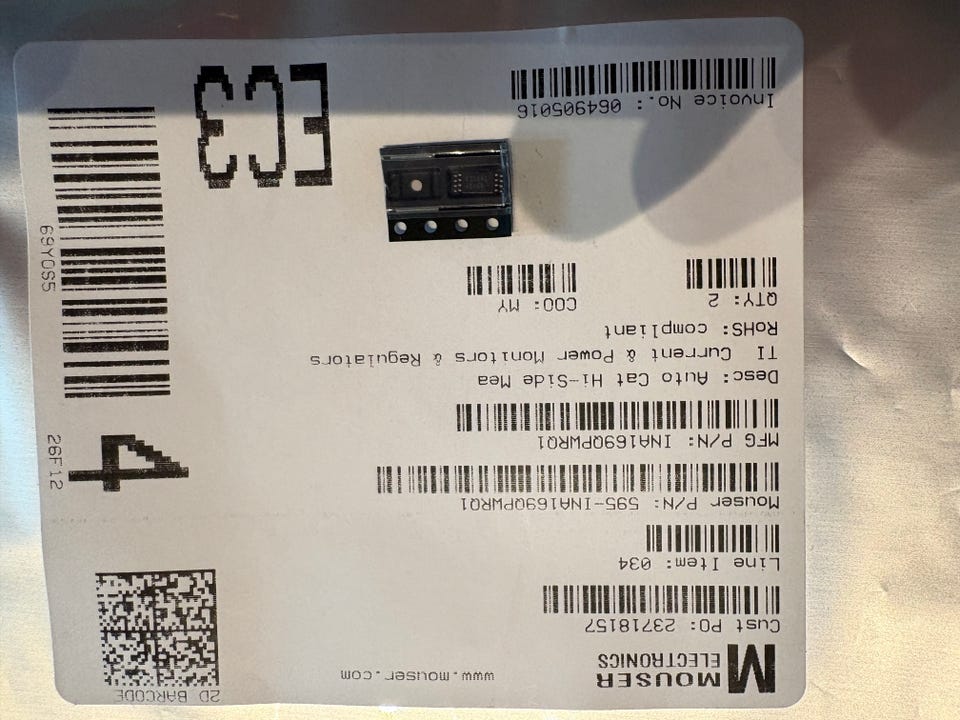 MOUSER
ELECTRONICS
www.mouser.com
2D BARCODE
Cust PO: 23718157
Line Item: 034
Mouser P/N: 595-INA169QPWRQ1
MFG P/N: INA169QPWRQ1
Desc: Auto Cat Hi-Side Mea
TI Current & Power Monitors & Regulators
RoHS: compliant
QTY: 2
COO: MY
Invoice No.: 064905016
4
26F12
69YOS5
EC3